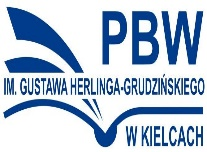 PBW
IM. GUSTAWA HERLINGA-GRUDZIŃSKIEGO
W KIELCACH